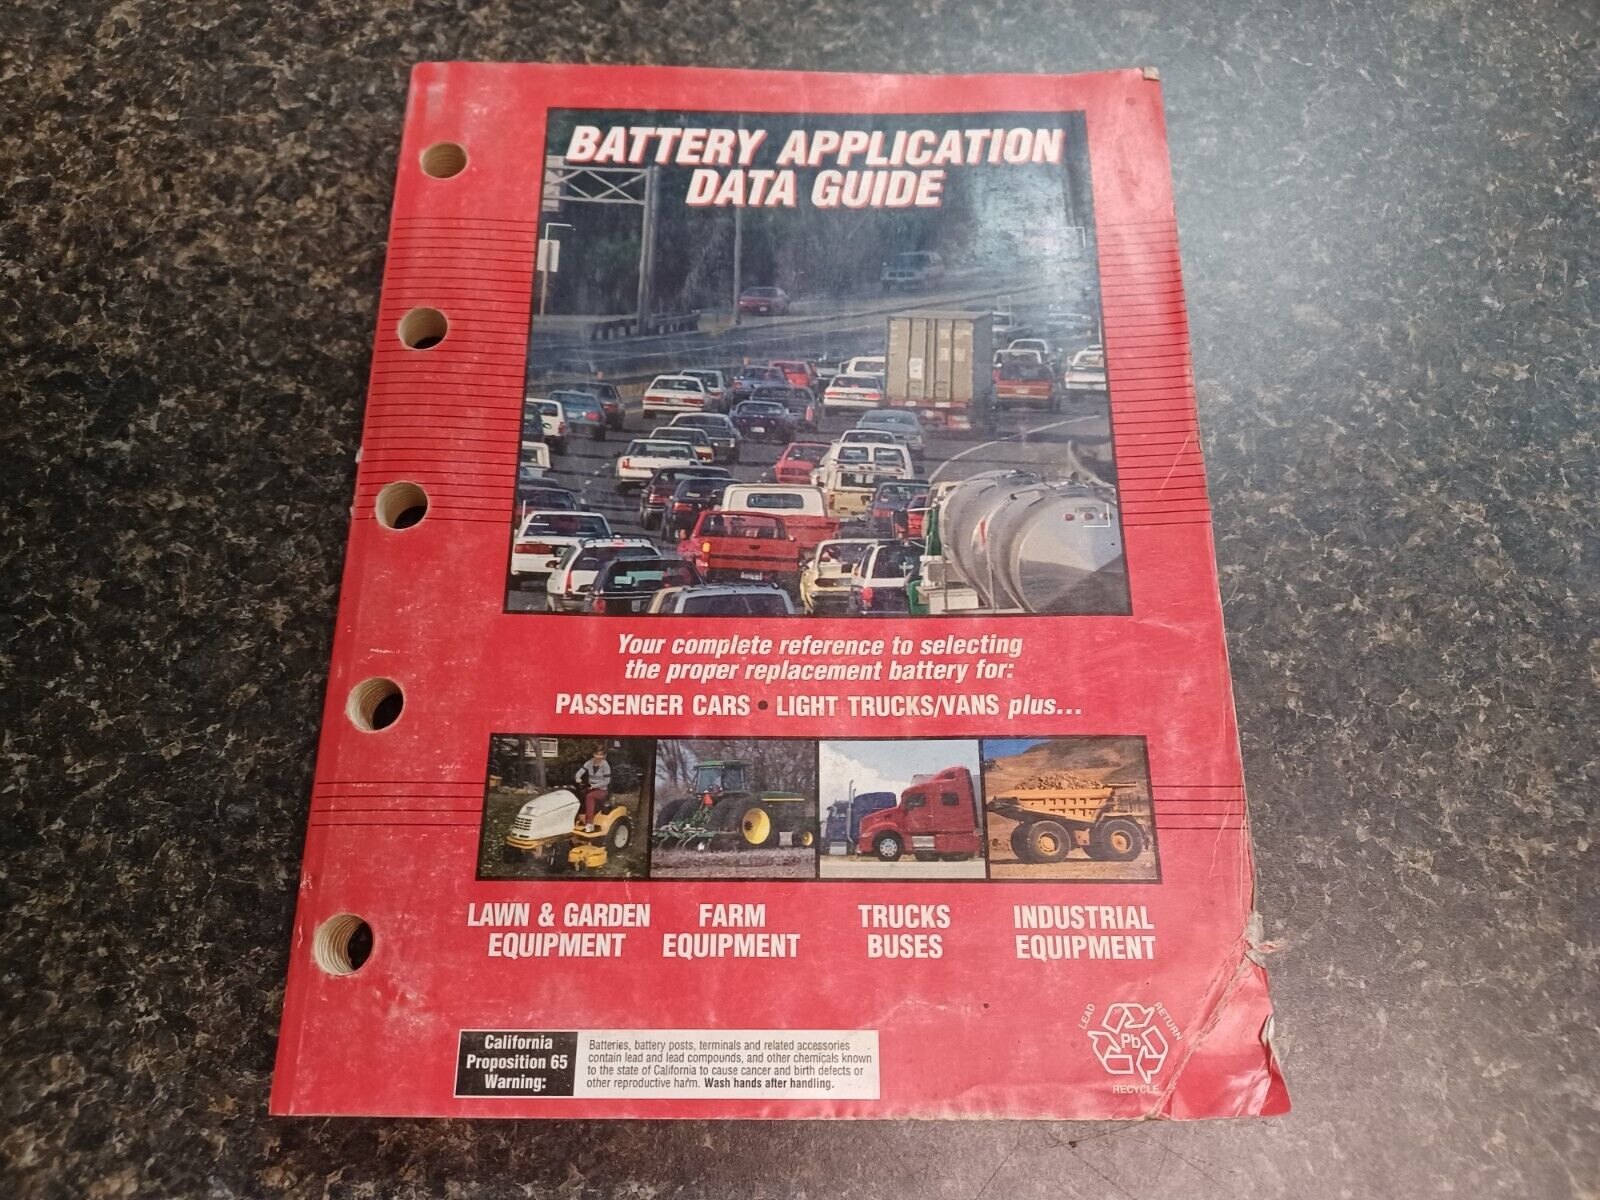 BATTERY APPLICATION
DATA GUIDE
Your complete reference to selecting
the proper replacement battery for:
PASSENGER CARS • LIGHT TRUCKS/VANS plus...
LAWN & GARDEN
EQUIPMENT
FARM
EQUIPMENT
TRUCKS
BUSES
INDUSTRIAL
EQUIPMENT
California
Proposition 65
Warning:
Batteries, battery posts, terminals and related accessories
contain lead and lead compounds, and other chemicals known
to the state of California to cause cancer and birth defects or
other reproductive harm. Wash hands after handling.
LEAD
RETURN
Pb
RECYCLE